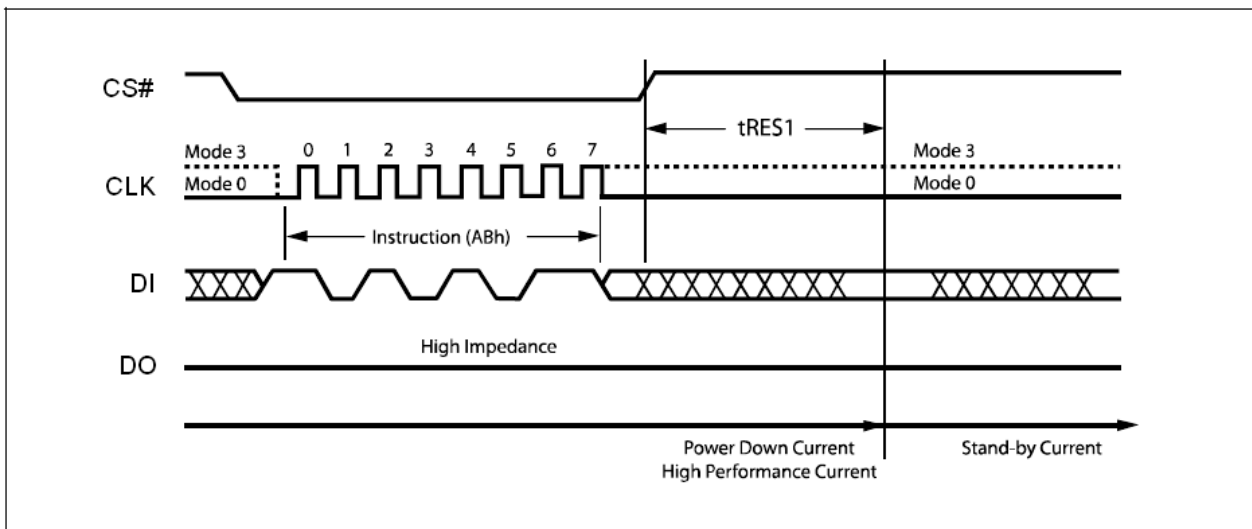 CS#
tRES1
Mode 3 0 1 2 3 4 5 6 7 Mode 3
CLK Mode 0 Mode 0
Instruction (ABh)
DI
High Impedance
DO
Power Down Current Stand-by Current
High Performance Current